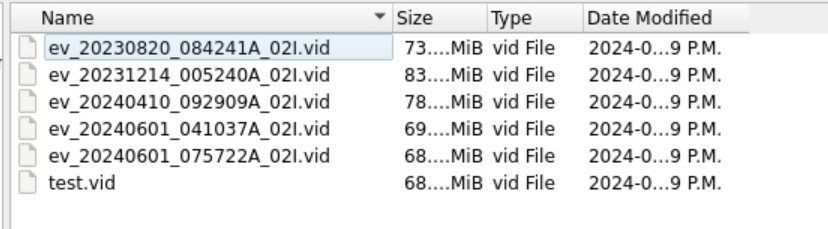 Name Size Type Date Modified
ev_20230820_084241A_02I.vid 73....MiB vid File 2024-0...9 P.M.
ev_20231214_005240A_02I.vid 83....MiB vid File 2024-0...9 P.M.
ev_20240410_092909A_02I.vid 78....MiB vid File 2024-0...9 P.M.
ev_20240601_041037A_02I.vid 69....MiB vid File 2024-0...9 P.M.
ev_20240601_075722A_02I.vid 68....MiB vid File 2024-0...9 P.M.
test.vid 68....MiB vid File 2024-0...9 P.M.